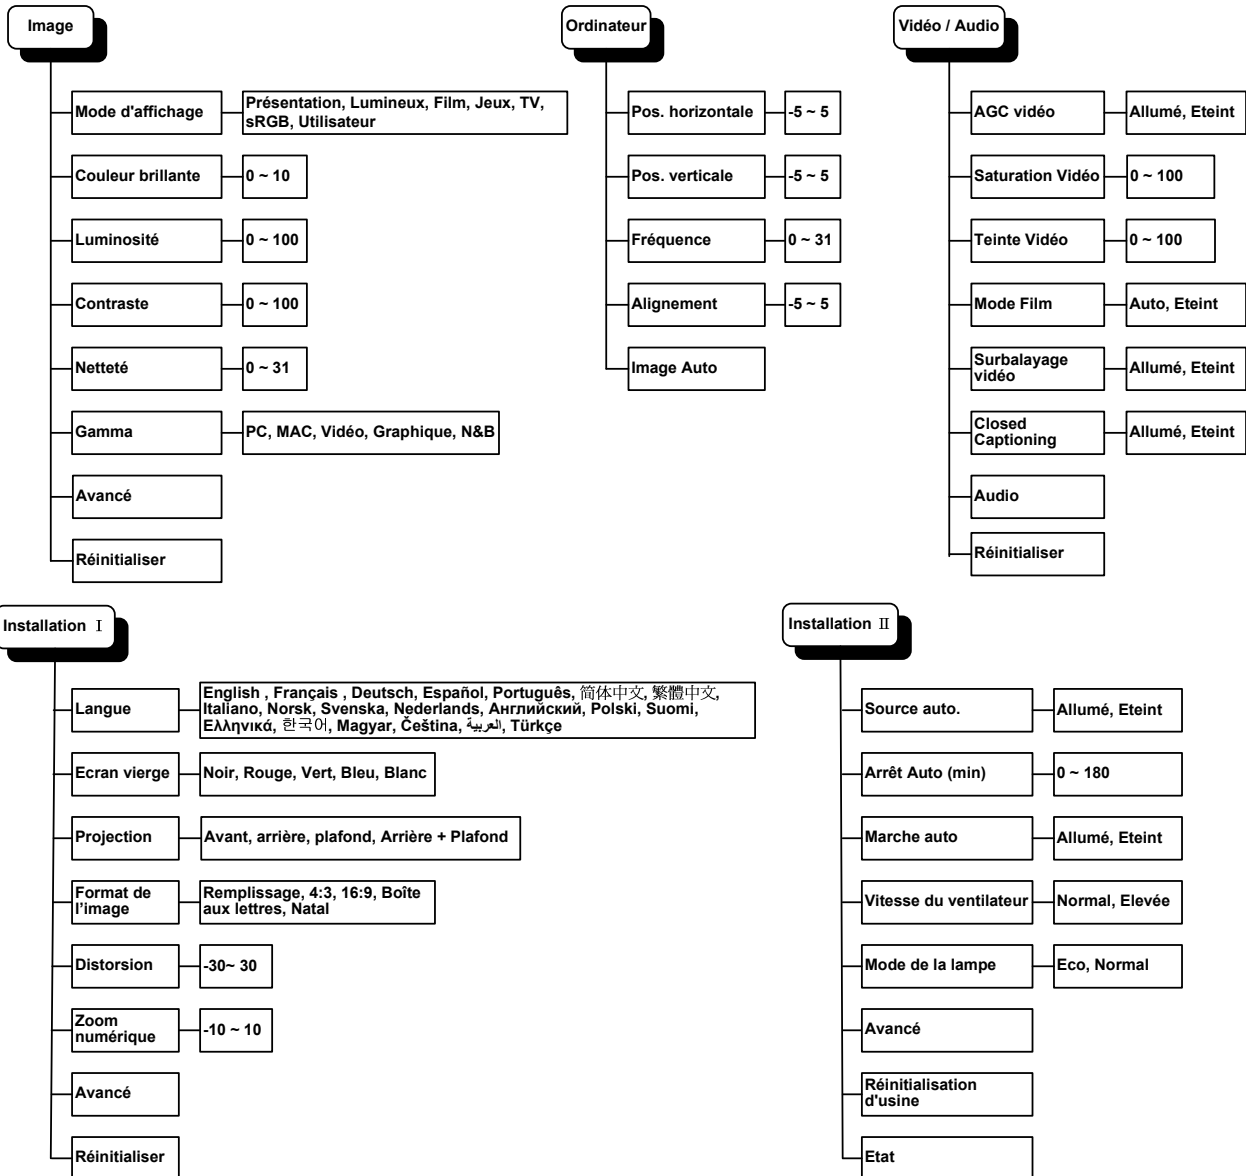 Image
Mode d'affichage
Présentation, Lumineux, Film, Jeux, TV,
sRGB, Utilisateur
Couleur brillante
0 ~ 10
Luminosité
0 ~ 100
Contraste
0 ~ 100
Netteté
0 ~ 31
Gamma
PC, MAC, Vidéo, Graphique, N&B
Avancé
Réinitialiser
Ordinateur
Pos. horizontale
-5 ~ 5
Pos. verticale
-5 ~ 5
Fréquence
0 ~ 31
Alignement
-5 ~ 5
Image Auto
Vidéo / Audio
AGC vidéo
Allumé, Eteint
Saturation Vidéo
0 ~ 100
Teinte Vidéo
0 ~ 100
Mode Film
Auto, Eteint
Surbalayage
vidéo
Allumé, Eteint
Closed
Captioning
Allumé, Eteint
Audio
Réinitialiser
Installation Ⅰ
Langue
English , Français , Deutsch, Español, Português, 简体中文, 繁體中文,
Italiano, Norsk, Svenska, Nederlands, Английский, Polski, Suomi,
Ελληνικά, 한국어, Magyar, Čeština, العربية, Türkçe
Ecran vierge
Noir, Rouge, Vert, Bleu, Blanc
Projection
Avant, arrière, plafond, Arrière + Plafond
Format de
l'image
Remplissage, 4:3, 16:9, Boîte
aux lettres, Natal
Distorsion
-30~ 30
Zoom
numérique
-10 ~ 10
Avancé
Réinitialiser
Installation Ⅱ
Source auto.
Allumé, Eteint
Arrêt Auto (min)
0 ~ 180
Marche auto
Allumé, Eteint
Vitesse du ventilateur
Normal, Elevée
Mode de la lampe
Eco, Normal
Avancé
Réinitialisation
d'usine
Etat